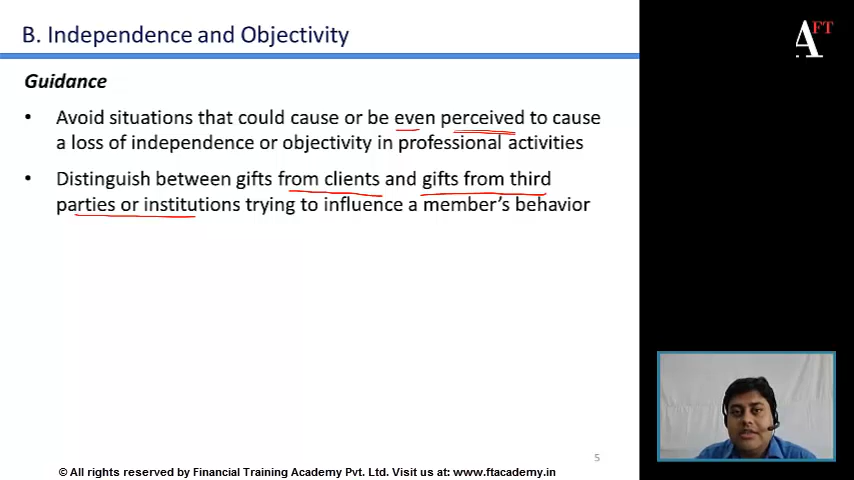 B. Independence and Objectivity
AFT
Guidance
• Avoid situations that could cause or be even perceived to cause
a loss of independence or objectivity in professional activities
• Distinguish between gifts from clients and gifts from third
parties or institutions trying to influence a member's behavior
5
© All rights reserved by Financial Training Academy Pvt. Ltd. Visit us at: www.ftacademy.in